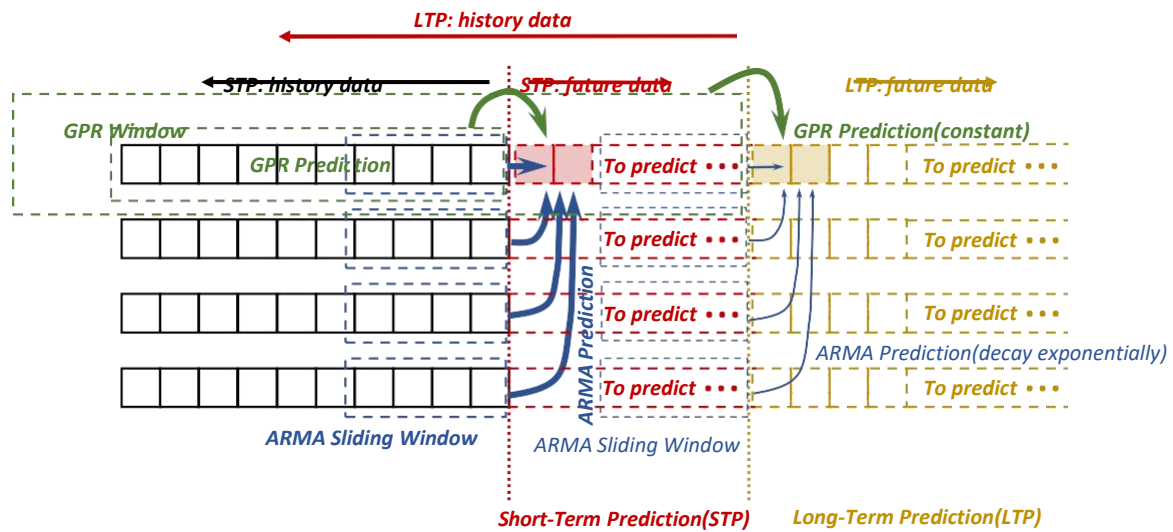 LTP: history data
STP: history data
STP: future data
LTP: future data
GPR Window
GPR Prediction(constant)
GPR Prediction
To predict •••
To predict •••
To predict •••
To predict •••
To predict •••
To predict •••
ARMA Prediction
ARMA Prediction(decay exponentially)
To predict •••
To predict •••
ARMA Sliding Window
ARMA Sliding Window
Short-Term Prediction(STP)
Long-Term Prediction(LTP)